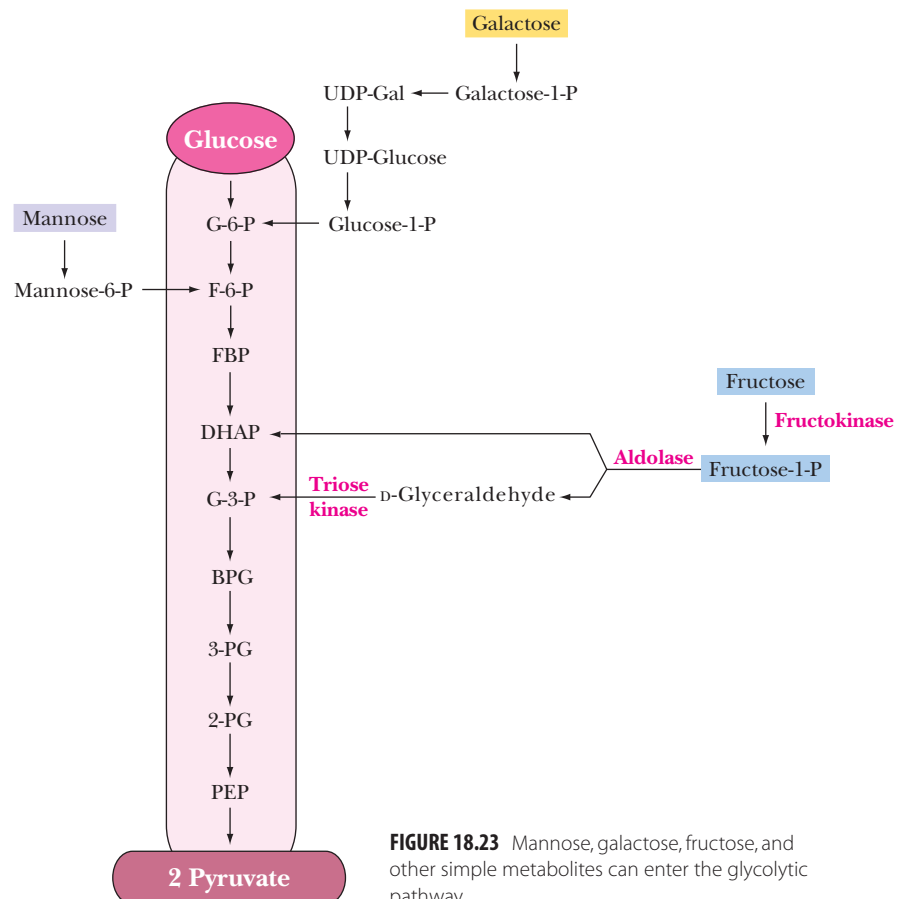 Galactose
UDP-Gal
Galactose-1-P
Glucose
UDP-Glucose
Mannose
G-6-P
Glucose-1-P
Mannose-6-P
F-6-P
FBP
Fructose
Fructokinase
DHAP
Aldolase
Fructose-1-P
G-3-P
Triose
kinase
D-Glyceraldehyde
BPG
3-PG
2-PG
PEP
2 Pyruvate
FIGURE 18.23 Mannose, galactose, fructose, and
other simple metabolites can enter the glycolytic
pathway